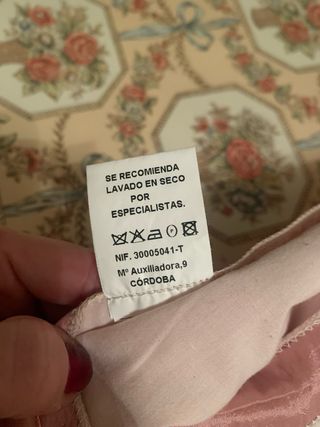 SE RECOMIENDA
LAVADO EN SECO
POR
ESPECIALISTAS.
NIF. 30005041-T
Mª Auxiliadora,9
CÓRDOBA